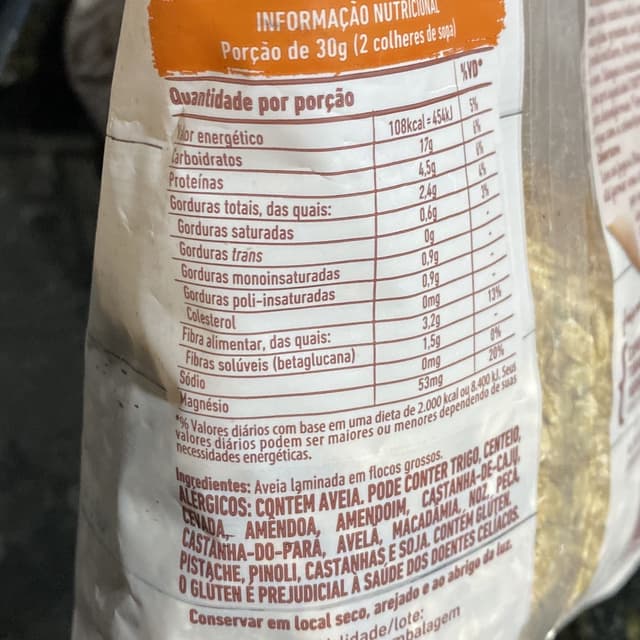 INFORMAÇÃO NUTRICIONAL
Porção de 30g (2 colheres de sopa)
Quantidade por porção %VD*
Valor energético 108kcal = 454kJ 5%
Carboidratos 17g 6%
Proteínas 4,5g 6%
Gorduras totais, das quais: 2,4g 4%
Gorduras saturadas 0,6g 3%
Gorduras trans 0g -
Gorduras monoinsaturadas 0,9g -
Gorduras poli-insaturadas 0,9g -
Colesterol 0mg -
Fibra alimentar, das quais: 3,2g 13%
Fibras solúveis (betaglucana) 1,5g -
Sódio 0mg 0%
Magnésio 53mg 20%
*% Valores diários com base em uma dieta de 2.000 kcal ou 8.400 kJ. Seus
valores diários podem ser maiores ou menores dependendo de suas
necessidades energéticas.
Ingredientes: Aveia laminada em flocos grossos.
ALÉRGICOS: CONTÉM AVEIA. PODE CONTER TRIGO, CENTEIO,
CEVADA, AMÊNDOA, AMENDOIM, CASTANHA-DE-CAJU,
CASTANHA-DO-PARÁ, AVELÃ, MACADÂMIA, NOZ, PECÃ,
PISTACHE, PINOLI, CASTANHAS E SOJA. CONTÉM GLÚTEN.
O GLÚTEN É PREJUDICIAL À SAÚDE DOS DOENTES CELÍACOS.
Conservar em local seco, arejado e ao abrigo da luz.
lidade/lote:
mbalagem